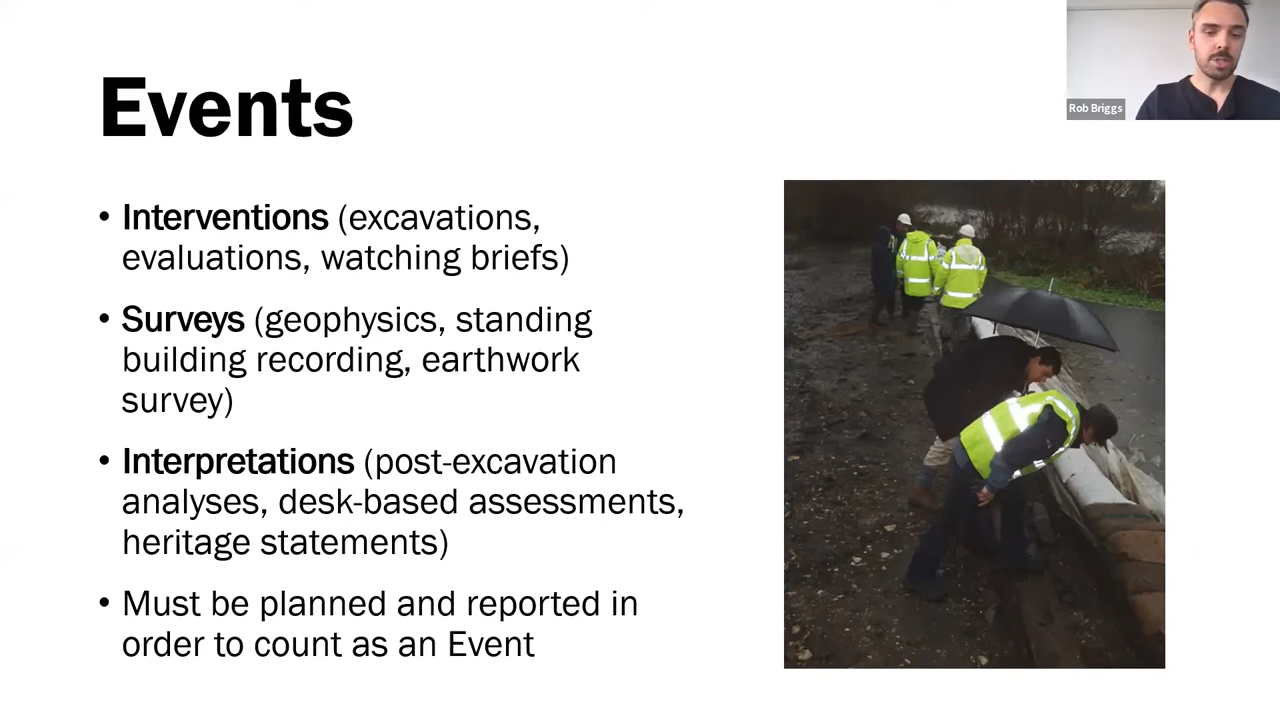 Rob Briggs
Events
• Interventions (excavations,
evaluations, watching briefs)
• Surveys (geophysics, standing
building recording, earthwork
survey)
• Interpretations (post-excavation
analyses, desk-based assessments,
heritage statements)
• Must be planned and reported in
order to count as an Event